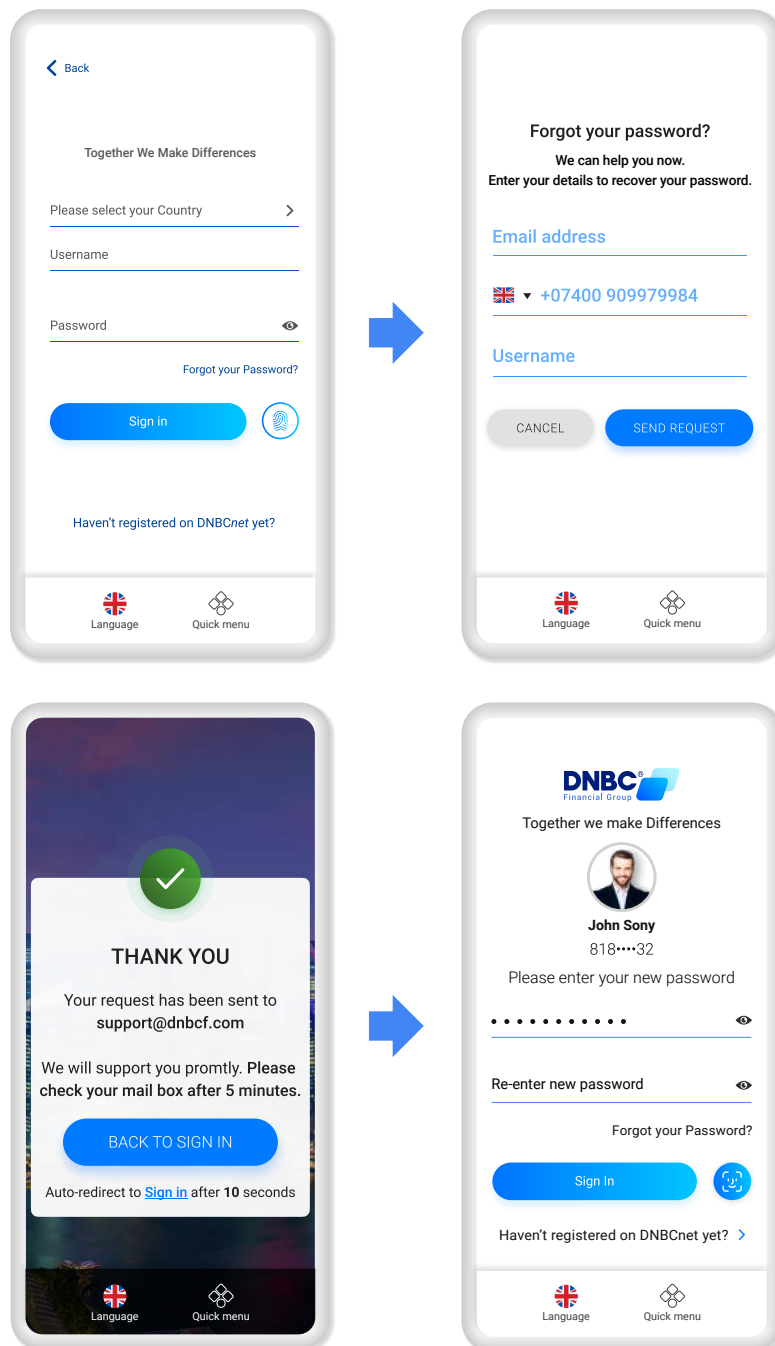 Back
Together We Make Differences
Please select your Country
Username
Password
Forgot your Password?
Sign in
Haven't registered on DNBCnet yet?
Language
Quick menu
Forgot your password?
We can help you now.
Enter your details to recover your password.
Email address
+07400 909979984
Username
CANCEL
SEND REQUEST
Language
Quick menu
THANK YOU
Your request has been sent to
support@dnbcf.com
We will support you promtly. Please
check your mail box after 5 minutes.
BACK TO SIGN IN
Auto-redirect to Sign in after 10 seconds
Language
Quick menu
DNBC®
Financial Group
Together we make Differences
John Sony
818••••32
Please enter your new password
• • • • • • • • • • •
Re-enter new password
Forgot your Password?
Sign In
Haven't registered on DNBCnet yet?
Language
Quick menu